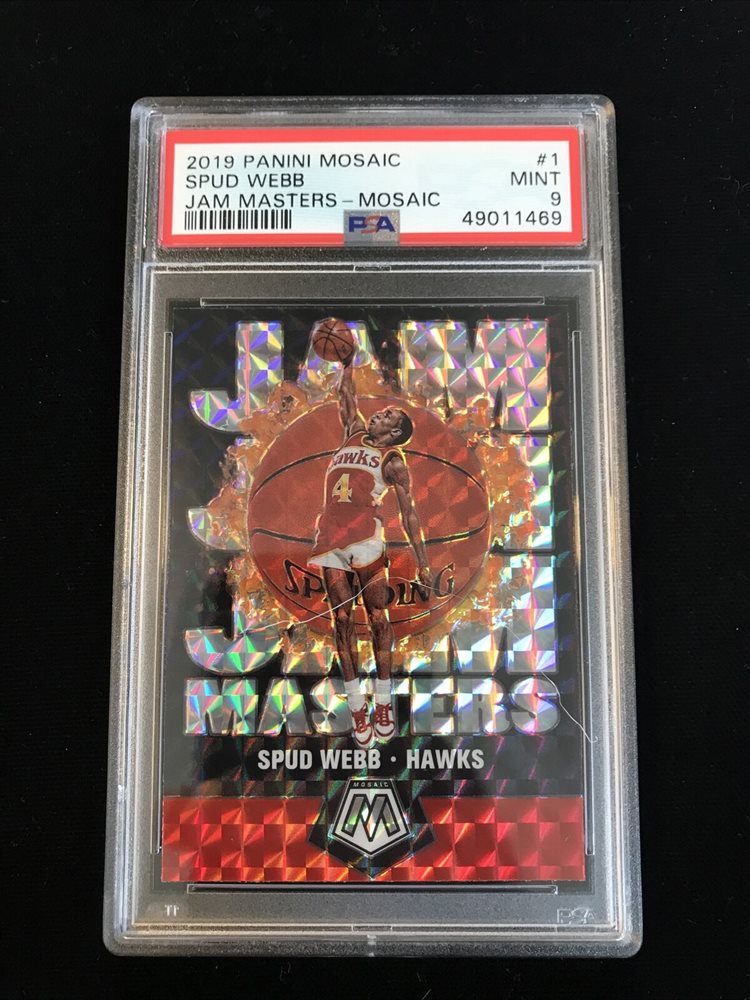 2019 PANINI MOSAIC #1
SPUD WEBB MINT
JAM MASTERS - MOSAIC 9
PSA 49011469
JAM
JAM
HAWKS
4
SPALDING
JAM
MASTERS
SPUD WEBB · HAWKS
MOSAIC
M
PSA